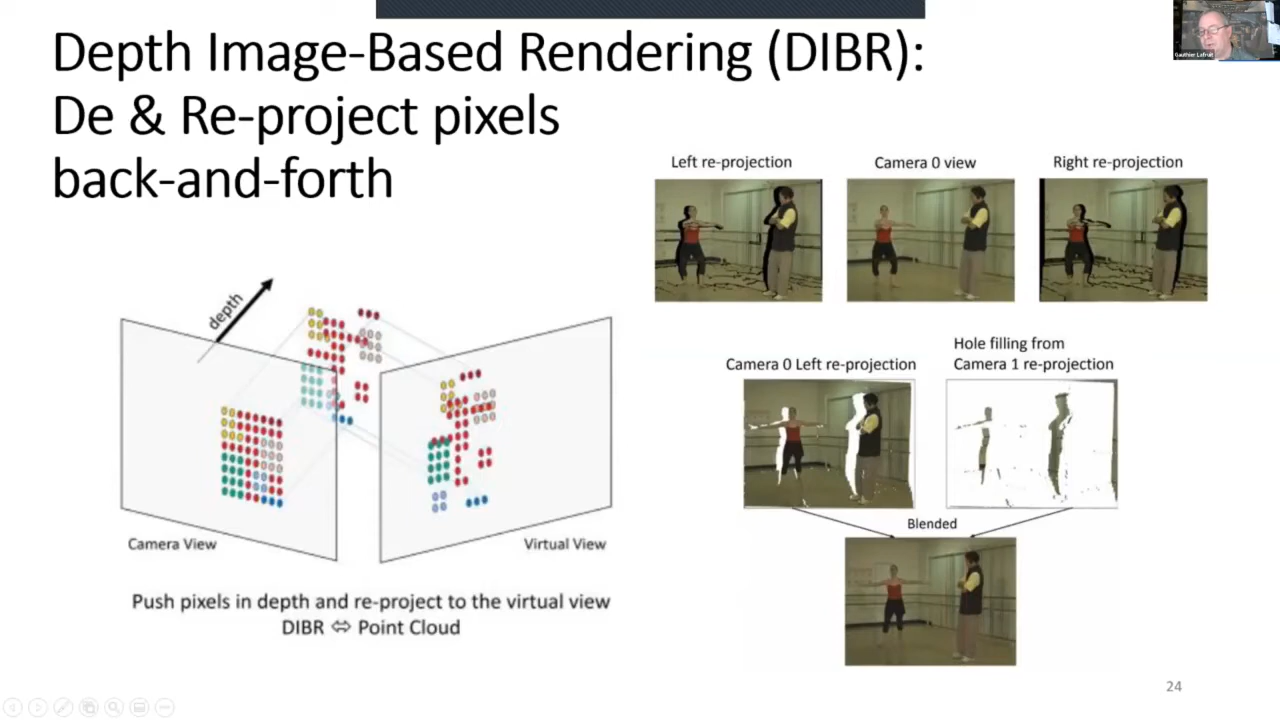 Depth Image-Based Rendering (DIBR):
De & Re-project pixels
back-and-forth
Gauthier Lafruit
Left re-projection
Camera 0 view
Right re-projection
depth
Camera View
Virtual View
Push pixels in depth and re-project to the virtual view
DIBR ⇔ Point Cloud
Camera 0 Left re-projection
Hole filling from
Camera 1 re-projection
Blended
24